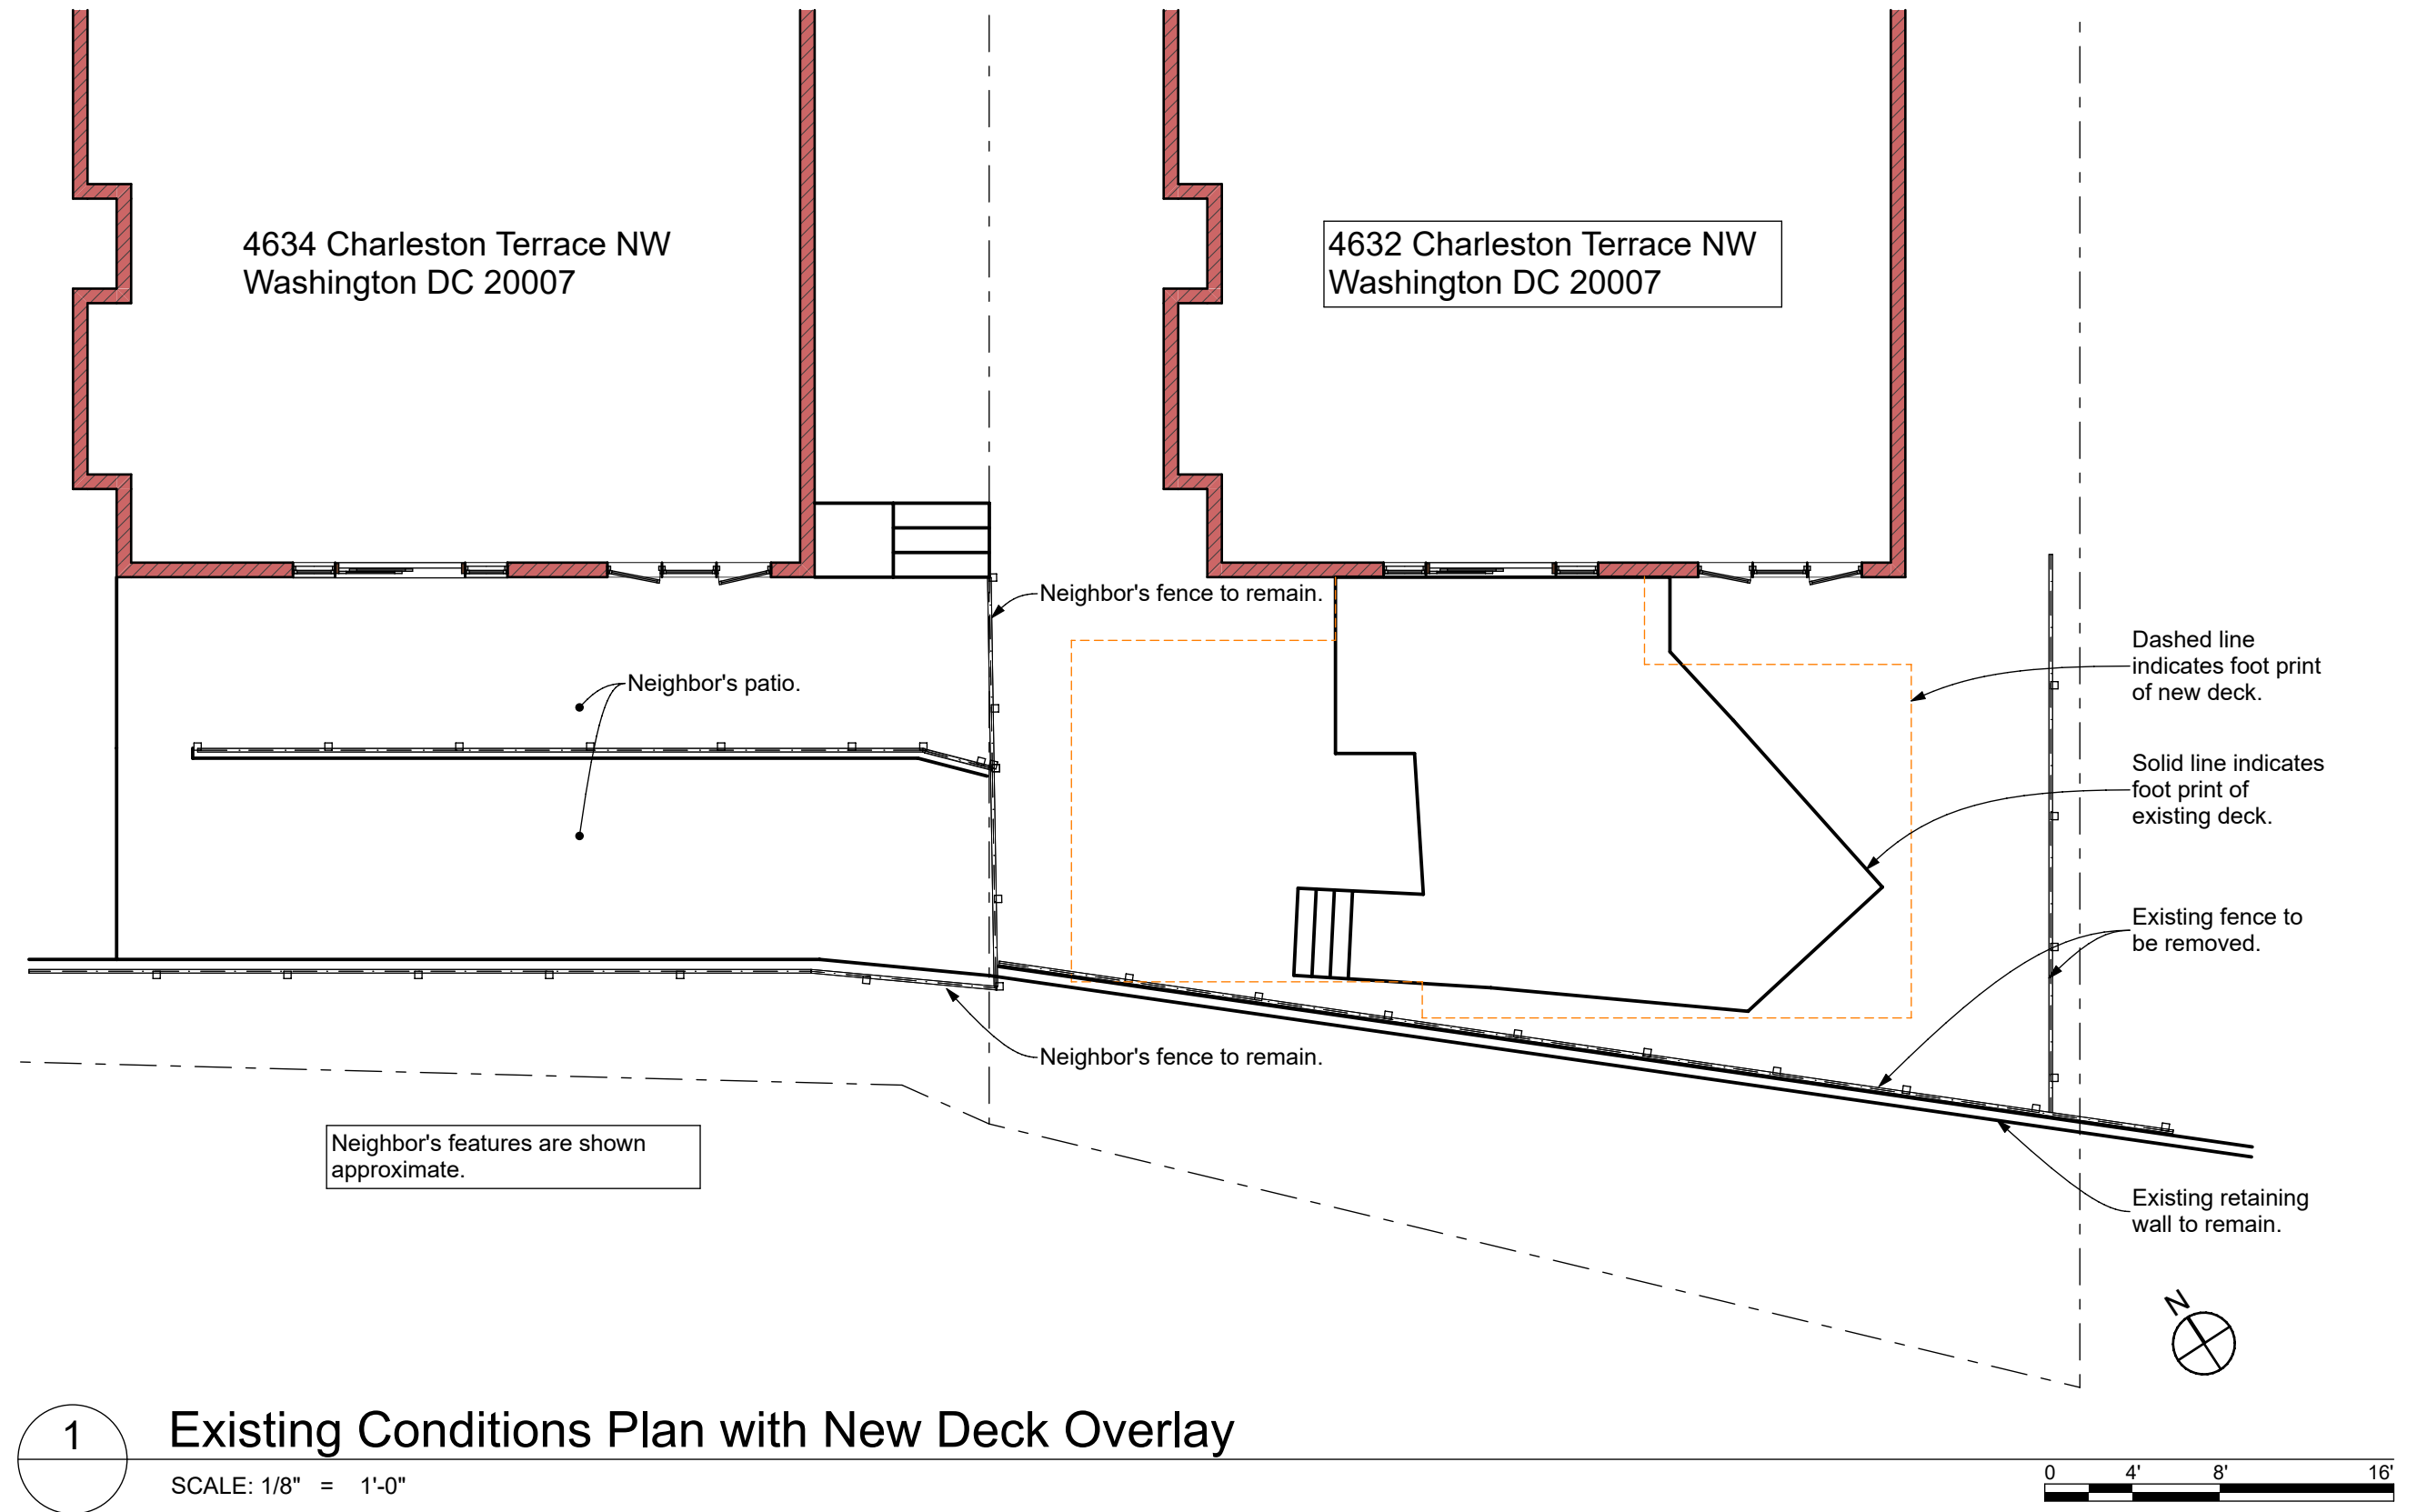 4634 Charleston Terrace NW
Washington DC 20007
4632 Charleston Terrace NW
Washington DC 20007
Neighbor's fence to remain.
Neighbor's patio.
Dashed line
indicates foot print
of new deck.
Solid line indicates
foot print of
existing deck.
Existing fence to
be removed.
Neighbor's fence to remain.
Neighbor's features are shown
approximate.
Existing retaining
wall to remain.
N
1
Existing Conditions Plan with New Deck Overlay
SCALE: 1/8" = 1'-0"
0 4' 8' 16'